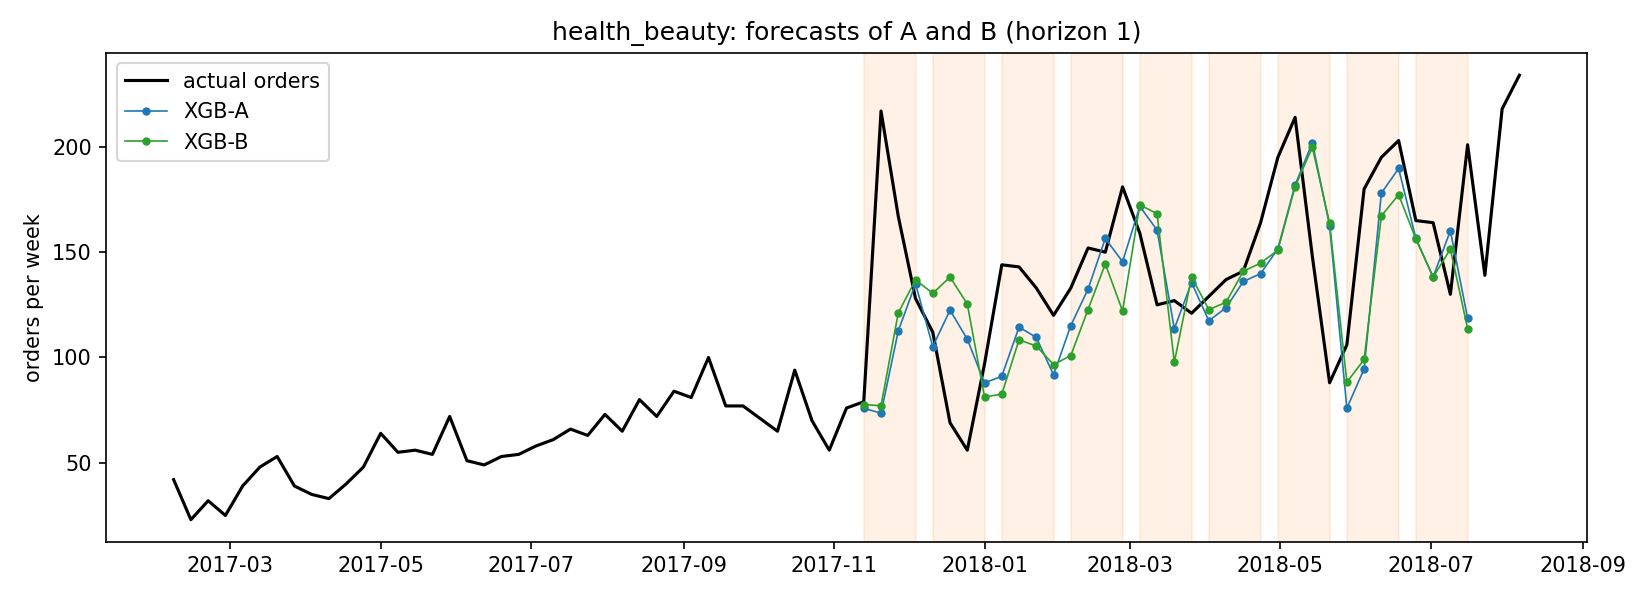 health_beauty: forecasts of A and B (horizon 1)
actual orders
XGB-A
XGB-B
orders per week
200
150
100
50
2017-03 2017-05 2017-07 2017-09 2017-11 2018-01 2018-03 2018-05 2018-07 2018-09